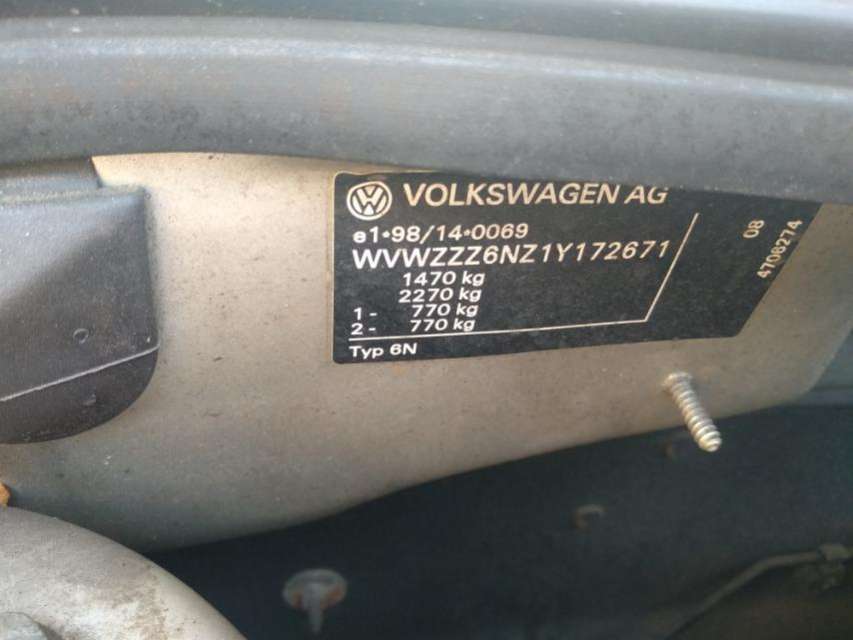 VOLKSWAGEN AG
e1*98/14*0069
WVWZZZ6NZ1Y172671
1470 kg
2270 kg
1- 770 kg
2- 770 kg
Typ 6N
08
4708274